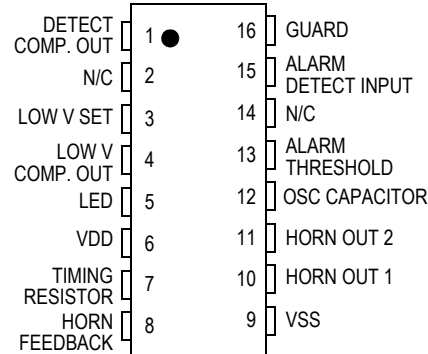 DETECT
COMP. OUT
1
16
GUARD
N/C
2
15
ALARM
DETECT INPUT
LOW V SET
3
14
N/C
LOW V
COMP. OUT
4
13
ALARM
THRESHOLD
LED
5
12
OSC CAPACITOR
VDD
6
11
HORN OUT 2
TIMING
RESISTOR
7
10
HORN OUT 1
HORN
FEEDBACK
8
9
VSS